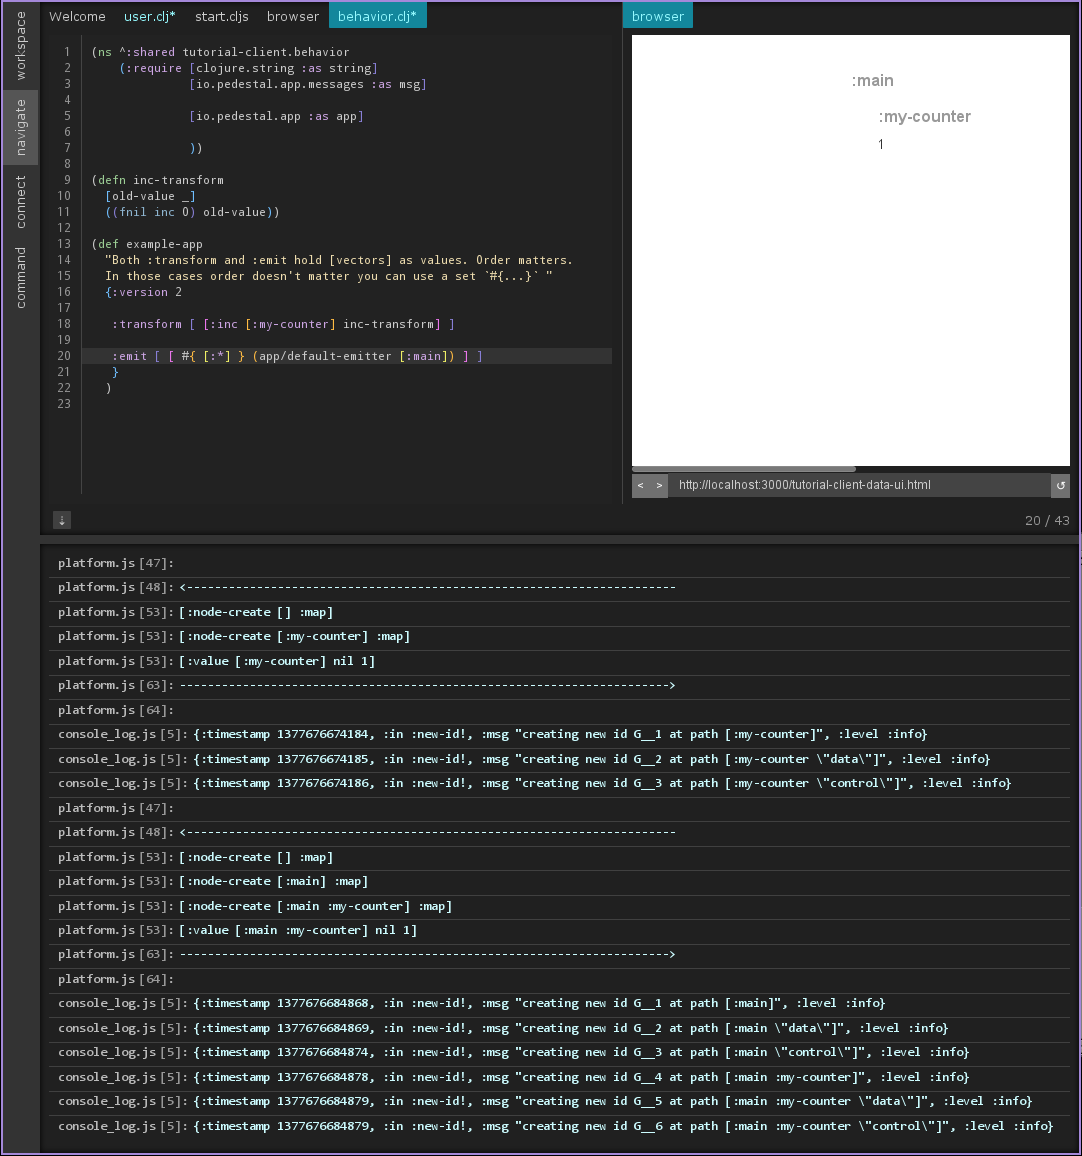 workspace
navigate
connect
command
Welcome user.clj* start.cljs browser behavior.clj*
1 (ns ^:shared tutorial-client.behavior
2 (:require [clojure.string :as string]
3 [io.pedestal.app.messages :as msg]
4
5 [io.pedestal.app :as app]
6
7 ))
8
9 (defn inc-transform
10 [old-value _]
11 ((fnil inc 0) old-value))
12
13 (def example-app
14 "Both :transform and :emit hold [vectors] as values. Order matters.
15 In those cases order doesn't matter you can use a set `#{...}` "
16 {:version 2
17
18 :transform [ [:inc [:my-counter] inc-transform] ]
19
20 :emit [ [ #{ [:*] } (app/default-emitter [:main]) ] ]
21 }
22 )
23
browser
:main
:my-counter
1
< > http://localhost:3000/tutorial-client-data-ui.html ↺
↓ 20 / 43
platform.js [47]:
platform.js [48]: <----------------------------------------------------------------------
platform.js [53]: [:node-create [] :map]
platform.js [53]: [:node-create [:my-counter] :map]
platform.js [53]: [:value [:my-counter] nil 1]
platform.js [63]: ---------------------------------------------------------------------->
platform.js [64]:
console_log.js [5]: {:timestamp 1377676674184, :in :new-id!, :msg "creating new id G__1 at path [:my-counter]", :level :info}
console_log.js [5]: {:timestamp 1377676674185, :in :new-id!, :msg "creating new id G__2 at path [:my-counter \"data\"]", :level :info}
console_log.js [5]: {:timestamp 1377676674186, :in :new-id!, :msg "creating new id G__3 at path [:my-counter \"control\"]", :level :info}
platform.js [47]:
platform.js [48]: <----------------------------------------------------------------------
platform.js [53]: [:node-create [] :map]
platform.js [53]: [:node-create [:main] :map]
platform.js [53]: [:node-create [:main :my-counter] :map]
platform.js [53]: [:value [:main :my-counter] nil 1]
platform.js [63]: ---------------------------------------------------------------------->
platform.js [64]:
console_log.js [5]: {:timestamp 1377676684868, :in :new-id!, :msg "creating new id G__1 at path [:main]", :level :info}
console_log.js [5]: {:timestamp 1377676684869, :in :new-id!, :msg "creating new id G__2 at path [:main \"data\"]", :level :info}
console_log.js [5]: {:timestamp 1377676684874, :in :new-id!, :msg "creating new id G__3 at path [:main \"control\"]", :level :info}
console_log.js [5]: {:timestamp 1377676684878, :in :new-id!, :msg "creating new id G__4 at path [:main :my-counter]", :level :info}
console_log.js [5]: {:timestamp 1377676684879, :in :new-id!, :msg "creating new id G__5 at path [:main :my-counter \"data\"]", :level :info}
console_log.js [5]: {:timestamp 1377676684879, :in :new-id!, :msg "creating new id G__6 at path [:main :my-counter \"control\"]", :level :info}